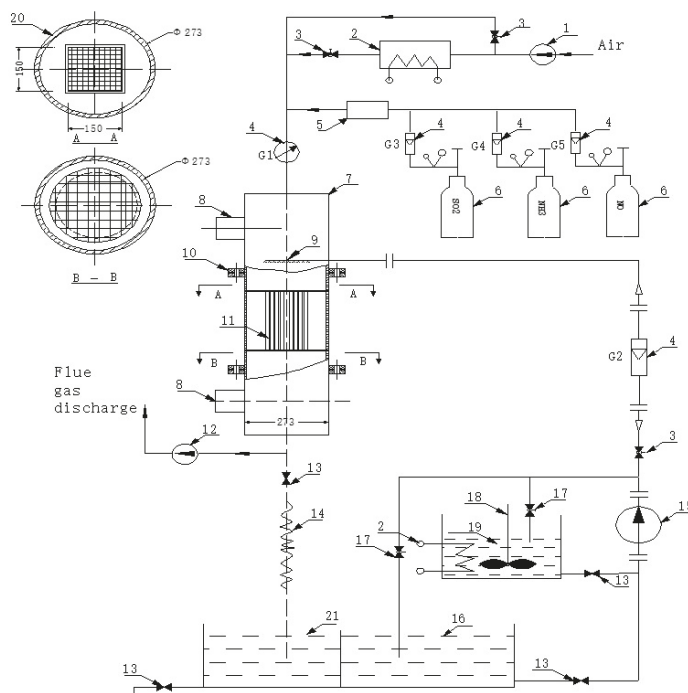 20
Φ 273
150
150
A A
Φ 273
B - B
3
2
3
1
Air
4
G1
5
G3
4
G4
4
G5
4
SO2
6
NH3
6
NO
6
7
8
9
10
A
A
11
B
B
8
273
Flue
gas
discharge
12
13
14
G2
4
3
15
17
18
17
2
19
13
21
16
13
13